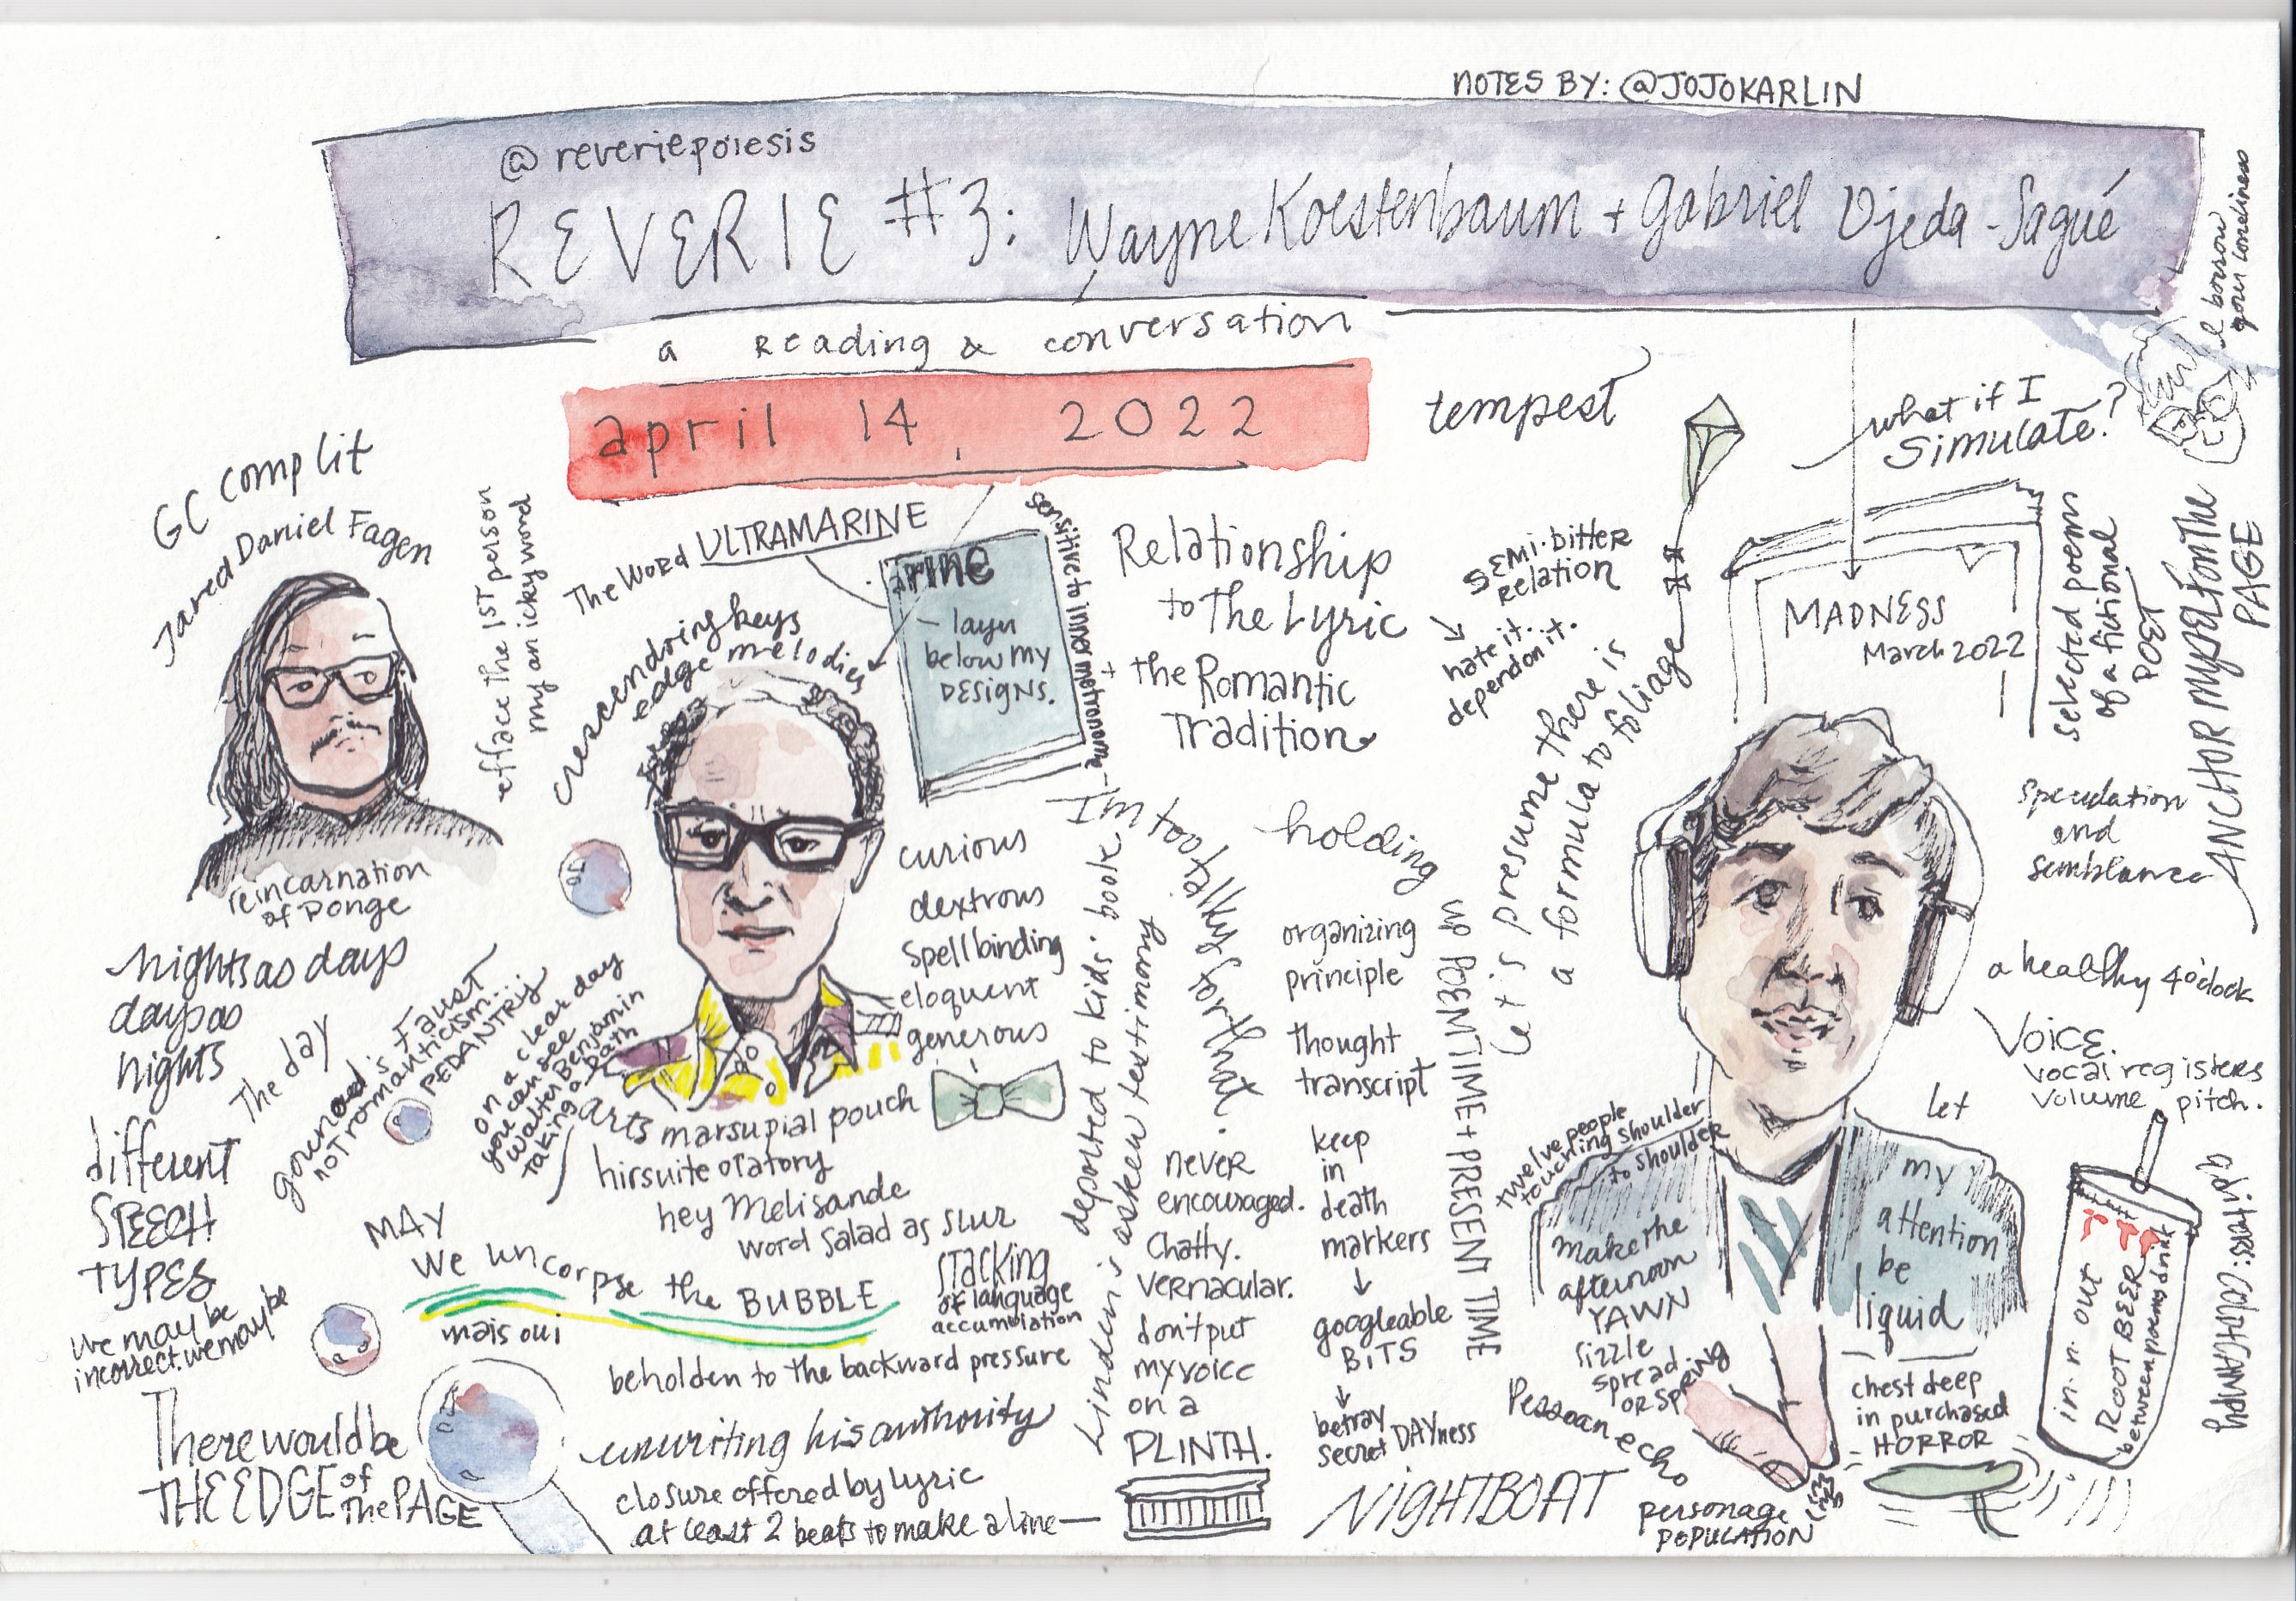 NOTES BY: @JOJOKARLIN
@reveriepoiesis
REVERIE #3: Wayne Koestenbaum + Gabriel Ojeda-Sagué
a Reading & conversation
april 14, 2022
I borrow
your loneliness
GC complit
Jared Daniel Fagen
reincarnation
of Ponge
efface the 1ST person
my an icky word
The Word ULTRAMARINE
crescendoing keys
edge melodies
— layer
below my
DESIGNS.
sensitive to inner metronome —
Relationship
to The Lyric
+ the Romantic
Tradition
tempest
SEMI-bitter
relation
hate it...
depend on it.
what if I
Simulate?
MADNESS
March 2022
selected poems
of a fictional
POET
ANCHOR MYSELF on The
PAGE
speculation
and
semblance
a healthy 4 o'clock
VOICE.
vocal registers
volume pitch.
nights as days
days as
nights
The day
different
SPEECH
TYPES
we may be
incorrect. we may be
There would be
THE EDGE of
The PAGE
Gounod's Faust
not romanticism...
PEDANTRY
on a clear day
you can see
Walter Benjamin
taking a bath
curious
dextrous
spellbinding
eloquent
generous
arts marsupial pouch
hirsuite oratory
hey Melisande
word salad as slur
MAY
We uncorpse the BUBBLE
mais oui
stacking
of language
accumulation
beholden to the backward pressure
unwriting his authority
closure offered by lyric
at least 2 beats to make a line —
deported to kids' book
Linden is askew testimony
I'm too talky for that.
never
encouraged.
Chatty.
vernacular.
don't put
my voice
on a
PLINTH.
holding
up POEM TIME + PRESENT TIME
organizing
principle
thought
transcript
keep
in
death
markers
googleable
BITS
betray
secret DAYness
NIGHTBOAT
Let's presume there is
a formula to foliage
twelve people
touching shoulder
to shoulder
make the
afternoon
YAWN
sizzle
spread
OR SPRING
Pessoan echo
personage
POPULATION
Let
my
attention
be
liquid
chest deep
in purchased
HORROR
in.n.out
ROOT BEER
between poems drink